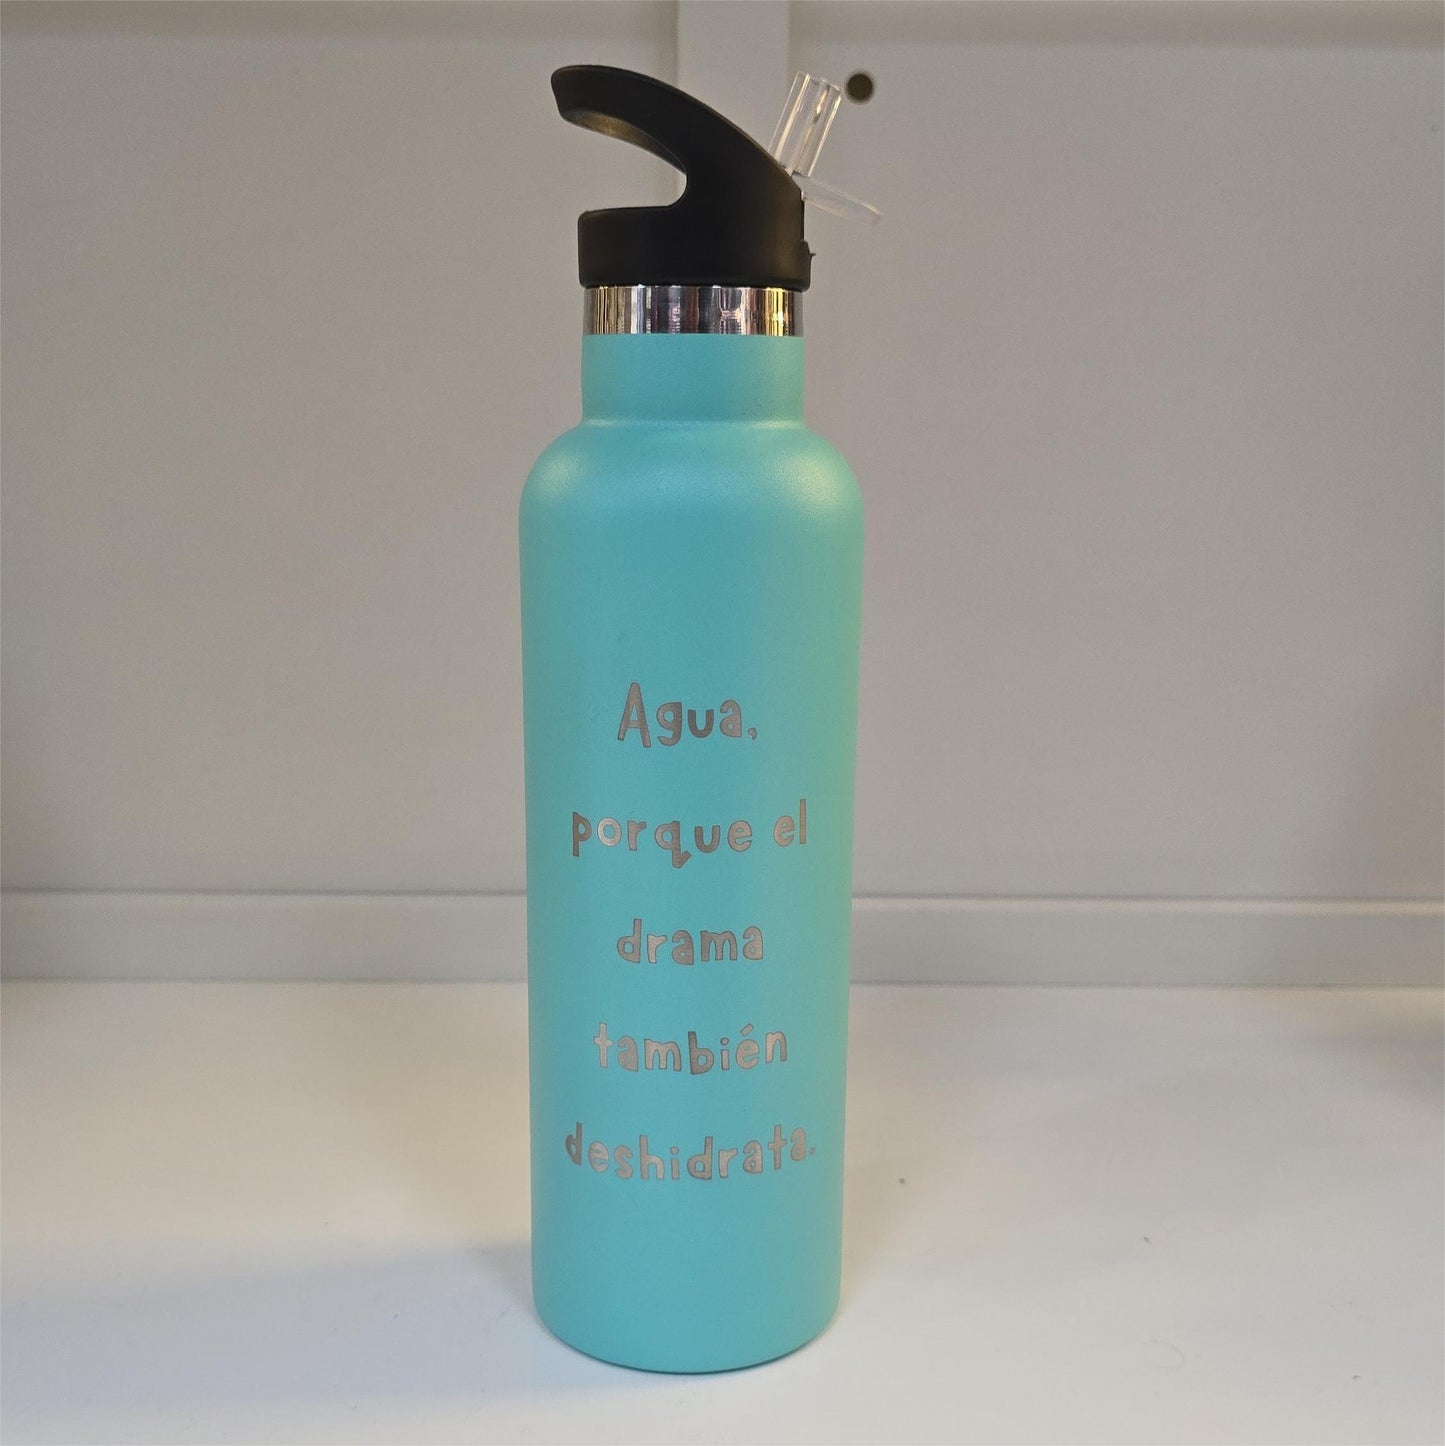 Agua,
porque el
drama
también
deshidrata.